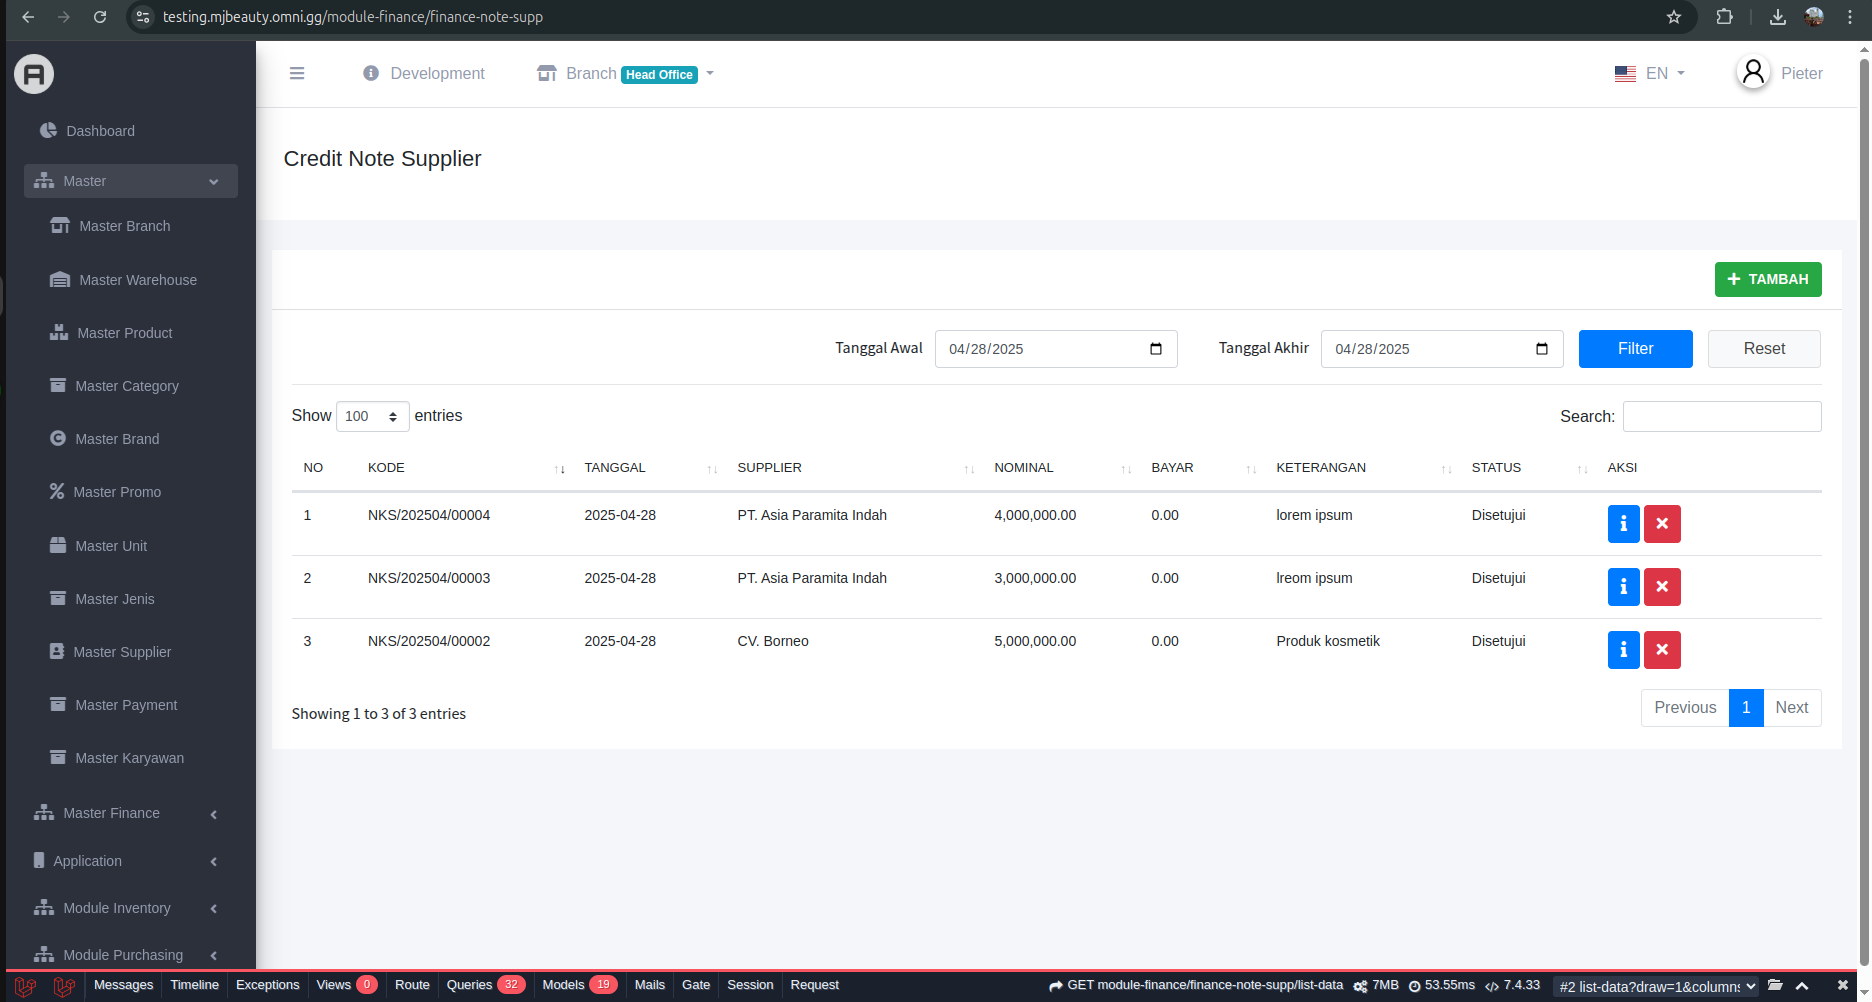 testing.mjbeauty.omni.gg/module-finance/finance-note-supp
A
Development
Branch Head Office
EN
Pieter
Dashboard
Master
Master Branch
Master Warehouse
Master Product
Master Category
Master Brand
Master Promo
Master Unit
Master Jenis
Master Supplier
Master Payment
Master Karyawan
Master Finance
Application
Module Inventory
Module Purchasing
Credit Note Supplier
+ TAMBAH
Tanggal Awal 04/28/2025 Tanggal Akhir 04/28/2025 Filter Reset
Show 100 entries Search:
NO KODE TANGGAL SUPPLIER NOMINAL BAYAR KETERANGAN STATUS AKSI
1 NKS/202504/00004 2025-04-28 PT. Asia Paramita Indah 4,000,000.00 0.00 lorem ipsum Disetujui
2 NKS/202504/00003 2025-04-28 PT. Asia Paramita Indah 3,000,000.00 0.00 lreom ipsum Disetujui
3 NKS/202504/00002 2025-04-28 CV. Borneo 5,000,000.00 0.00 Produk kosmetik Disetujui
Showing 1 to 3 of 3 entries Previous 1 Next
Messages Timeline Exceptions Views 0 Route Queries 32 Models 19 Mails Gate Session Request GET module-finance/finance-note-supp/list-data 7MB 53.55ms 7.4.33 #2 list-data?draw=1&columns